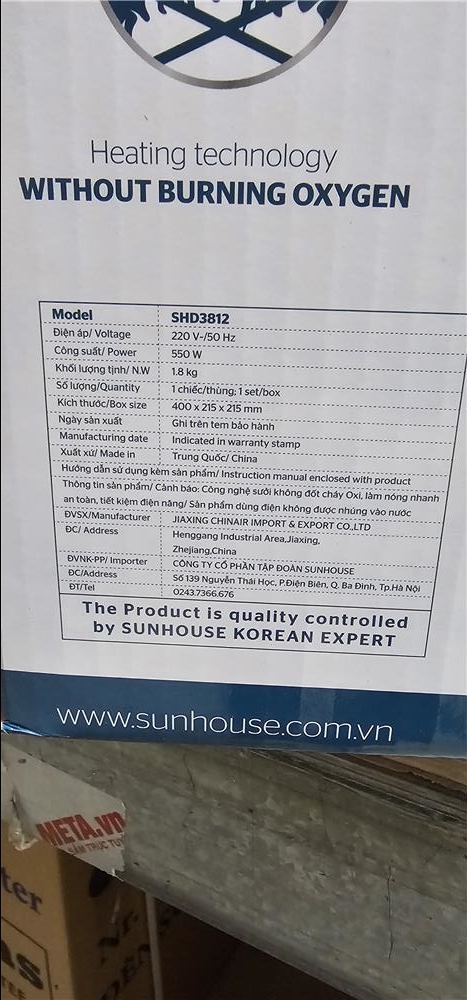 Heating technology
WITHOUT BURNING OXYGEN
Model SHD3812
Điện áp/ Voltage 220 V~/50 Hz
Công suất/ Power 550 W
Khối lượng tịnh/ N.W 1.8 kg
Số lượng/Quantity 1 chiếc/thùng; 1 set/box
Kích thước/Box size 400 x 215 x 215 mm
Ngày sản xuất Ghi trên tem bảo hành
Manufacturing date Indicated in warranty stamp
Xuất xứ/ Made in Trung Quốc/ China
Hướng dẫn sử dụng kèm sản phẩm/ Instruction manual enclosed with product
Thông tin sản phẩm/ Cảnh báo: Công nghệ sưởi không đốt cháy Oxi, làm nóng nhanh
an toàn, tiết kiệm điện năng/ Sản phẩm dùng điện không được nhúng vào nước
ĐVSX/Manufacturer JIAXING CHINAIR IMPORT & EXPORT CO.,LTD
ĐC/ Address Henggang Industrial Area,Jiaxing,
Zhejiang,China
ĐVNK-PP/ Importer CÔNG TY CỔ PHẦN TẬP ĐOÀN SUNHOUSE
ĐC/Address Số 139 Nguyễn Thái Học, P.Điện Biên, Q. Ba Đình, Tp.Hà Nội
ĐT/Tel 0243.7366.676
The Product is quality controlled
by SUNHOUSE KOREAN EXPERT
www.sunhouse.com.vn
META.VN
SẮM TRỰC TUY
ter
as